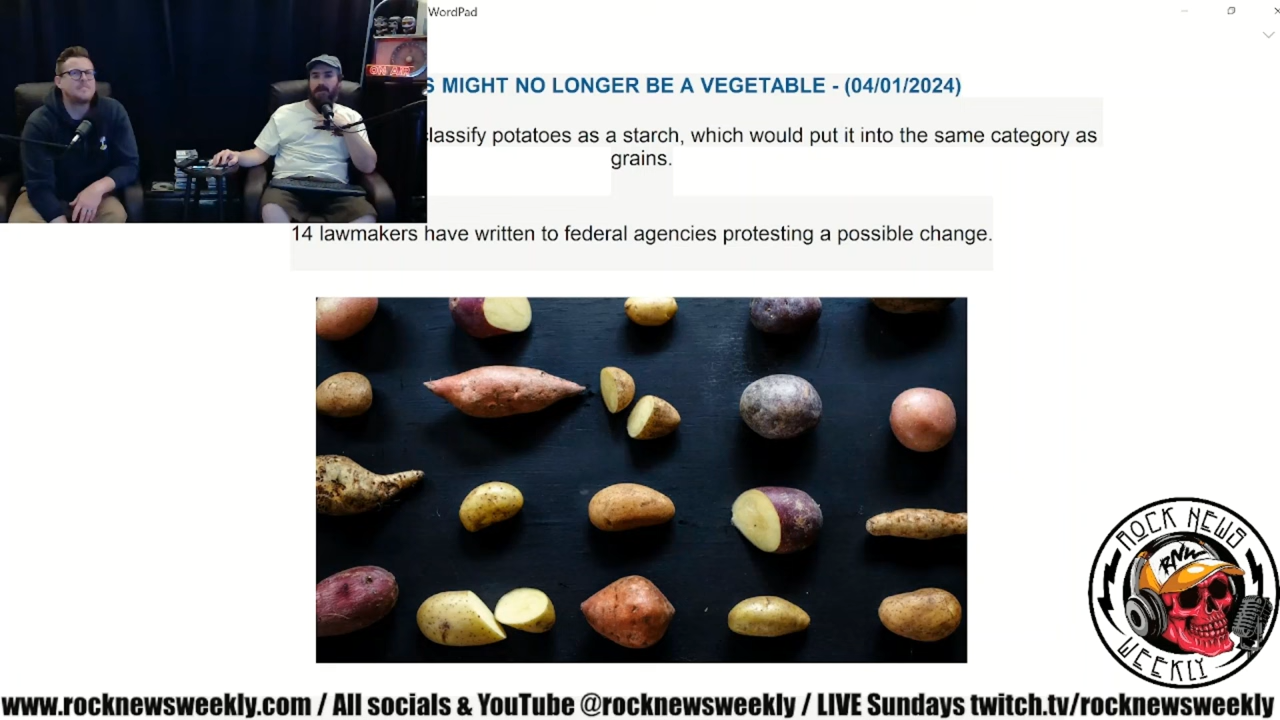 WordPad
ON AIR
MIGHT NO LONGER BE A VEGETABLE - (04/01/2024)
classify potatoes as a starch, which would put it into the same category as
grains.
14 lawmakers have written to federal agencies protesting a possible change.
ROCK NEWS
RNW
WEEKLY
www.rocknewsweekly.com / All socials & YouTube @rocknewsweekly / LIVE Sundays twitch.tv/rocknewsweekly